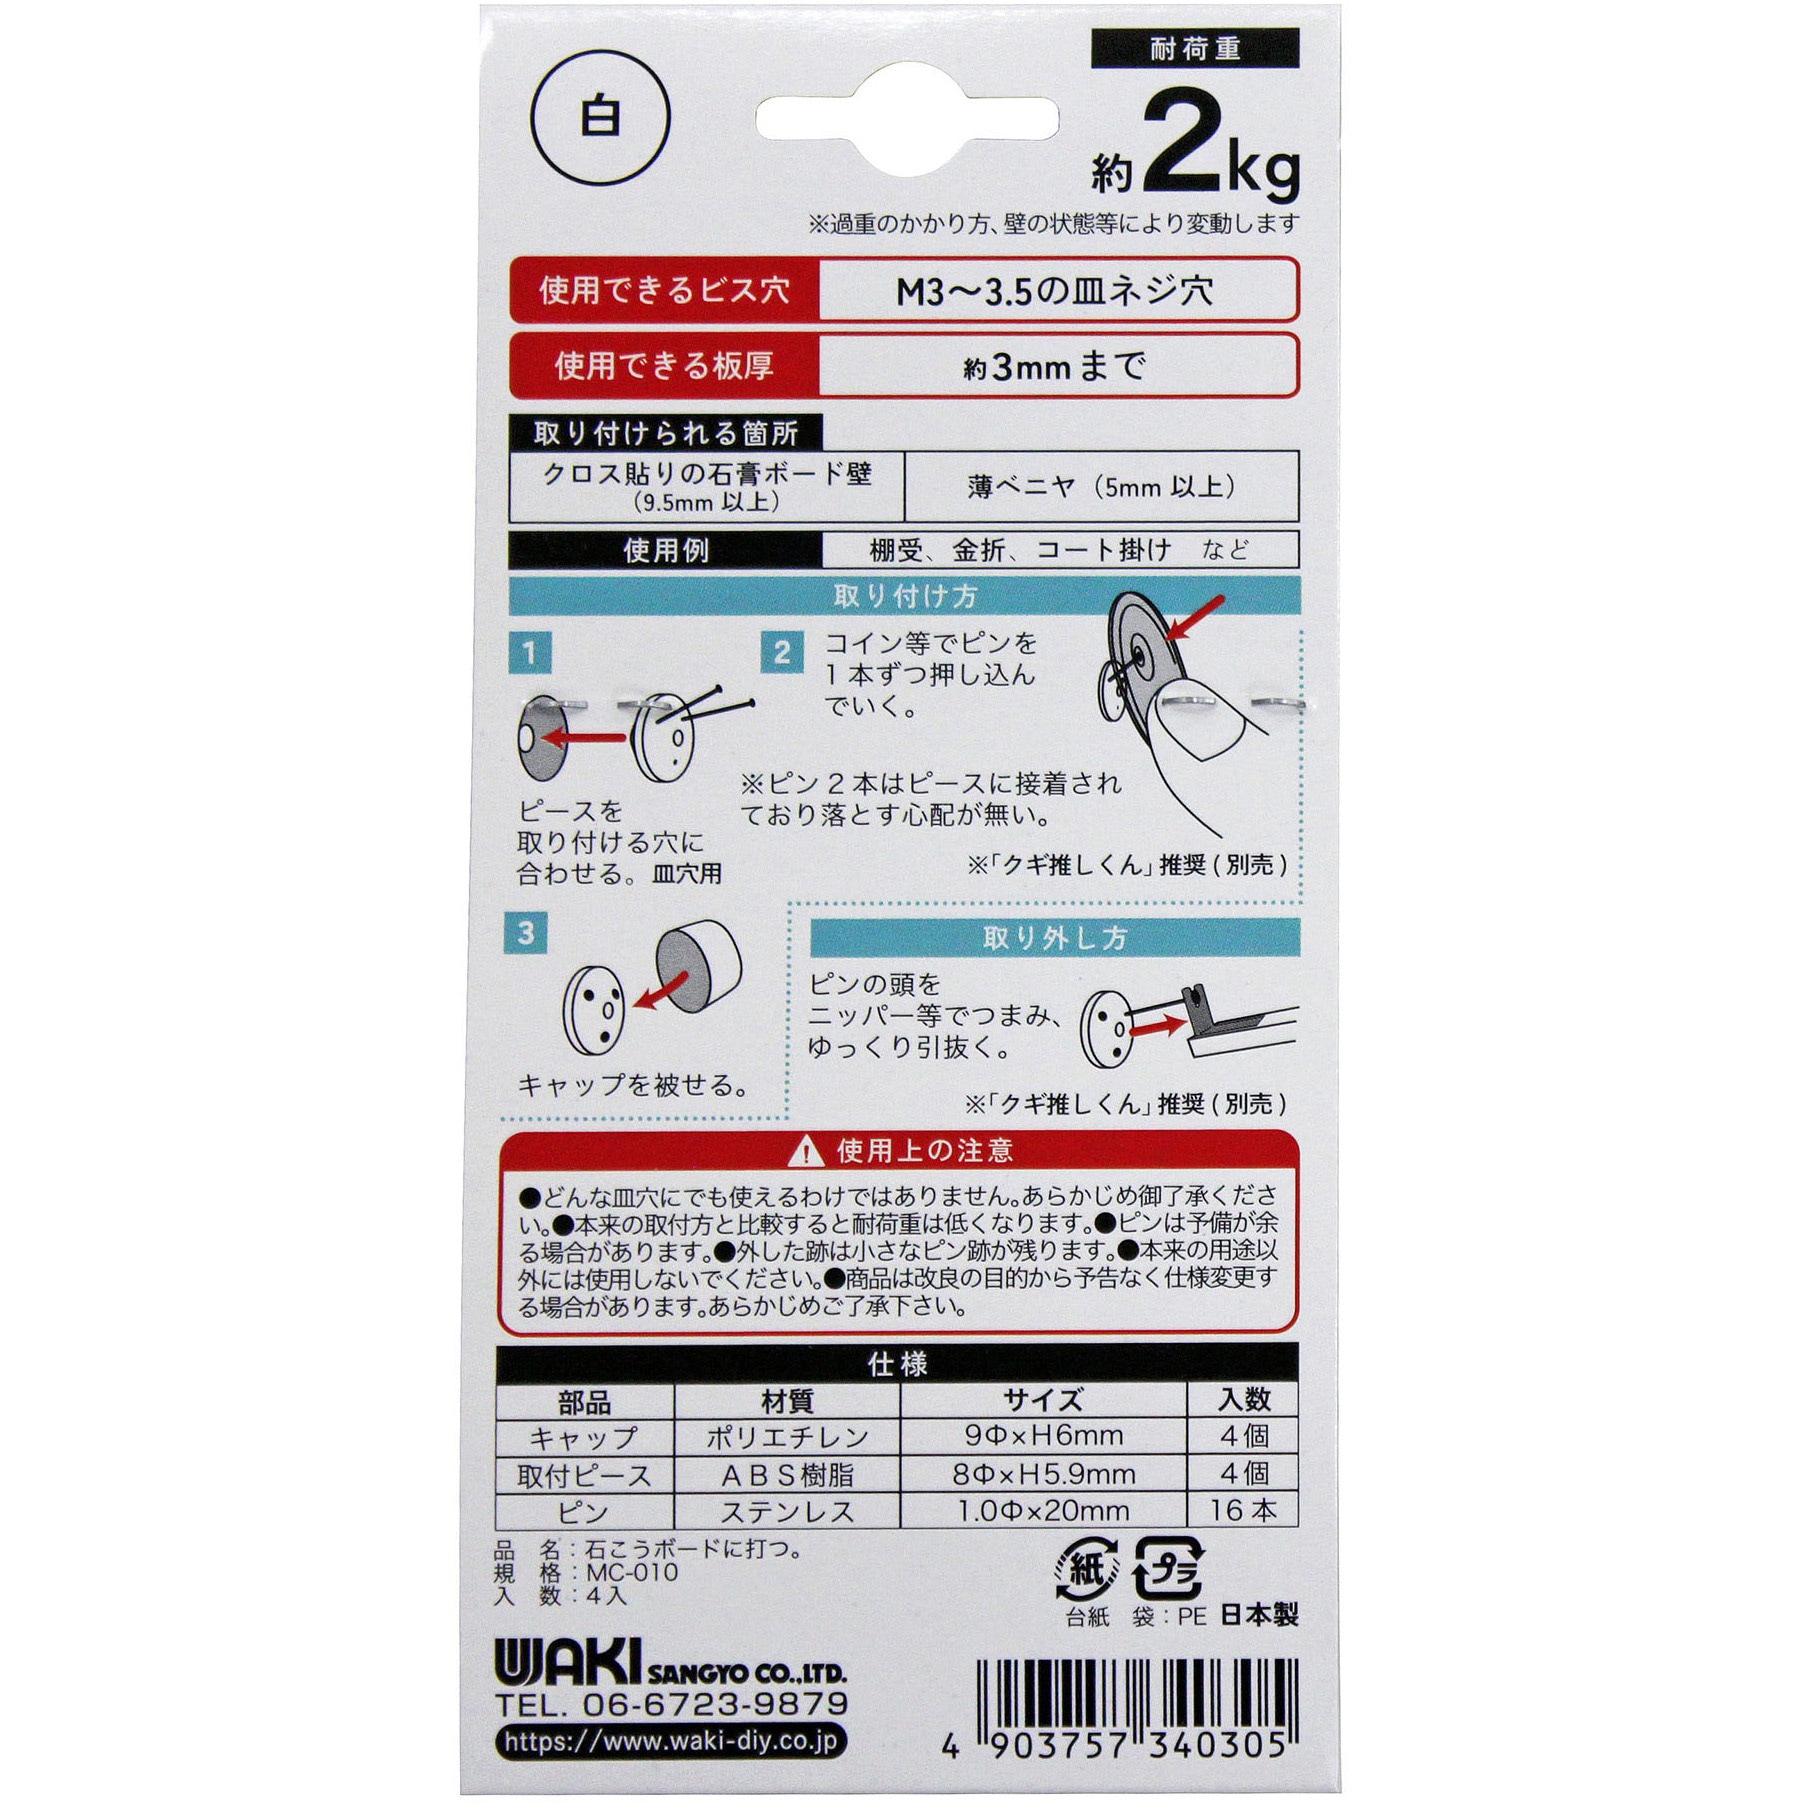 白
耐荷重
約2kg
※過重のかかり方、壁の状態等により変動します
使用できるビス穴 M3～3.5の皿ネジ穴
使用できる板厚 約3mmまで
取り付けられる箇所
クロス貼りの石膏ボード壁
（9.5mm以上）
薄ベニヤ（5mm以上）
使用例 棚受、金折、コート掛け など
取り付け方
1
ピースを
取り付ける穴に
合わせる。皿穴用
2
コイン等でピンを
1本ずつ押し込ん
でいく。
※ピン2本はピースに接着され
ており落とす心配が無い。
※「クギ推しくん」推奨(別売)
3
キャップを被せる。
取り外し方
ピンの頭を
ニッパー等でつまみ、
ゆっくり引抜く。
※「クギ推しくん」推奨(別売)
使用上の注意
●どんな皿穴にでも使えるわけではありません。あらかじめ御了承くださ
い。●本来の取付方と比較すると耐荷重は低くなります。●ピンは予備が余
る場合があります。●外した跡は小さなピン跡が残ります。●本来の用途以
外には使用しないでください。●商品は改良の目的から予告なく仕様変更す
る場合があります。あらかじめご了承下さい。
仕様
部品 材質 サイズ 入数
キャップ ポリエチレン 9Φ×H6mm 4個
取付ピース ABS樹脂 8Φ×H5.9mm 4個
ピン ステンレス 1.0Φ×20mm 16本
品 名：石こうボードに打つ。
規 格：MC-010
入 数：4入
紙 プラ
台紙 袋：PE 日本製
WAKI SANGYO CO.,LTD.
TEL. 06-6723-9879
https://www.waki-diy.co.jp
4 903757 340305